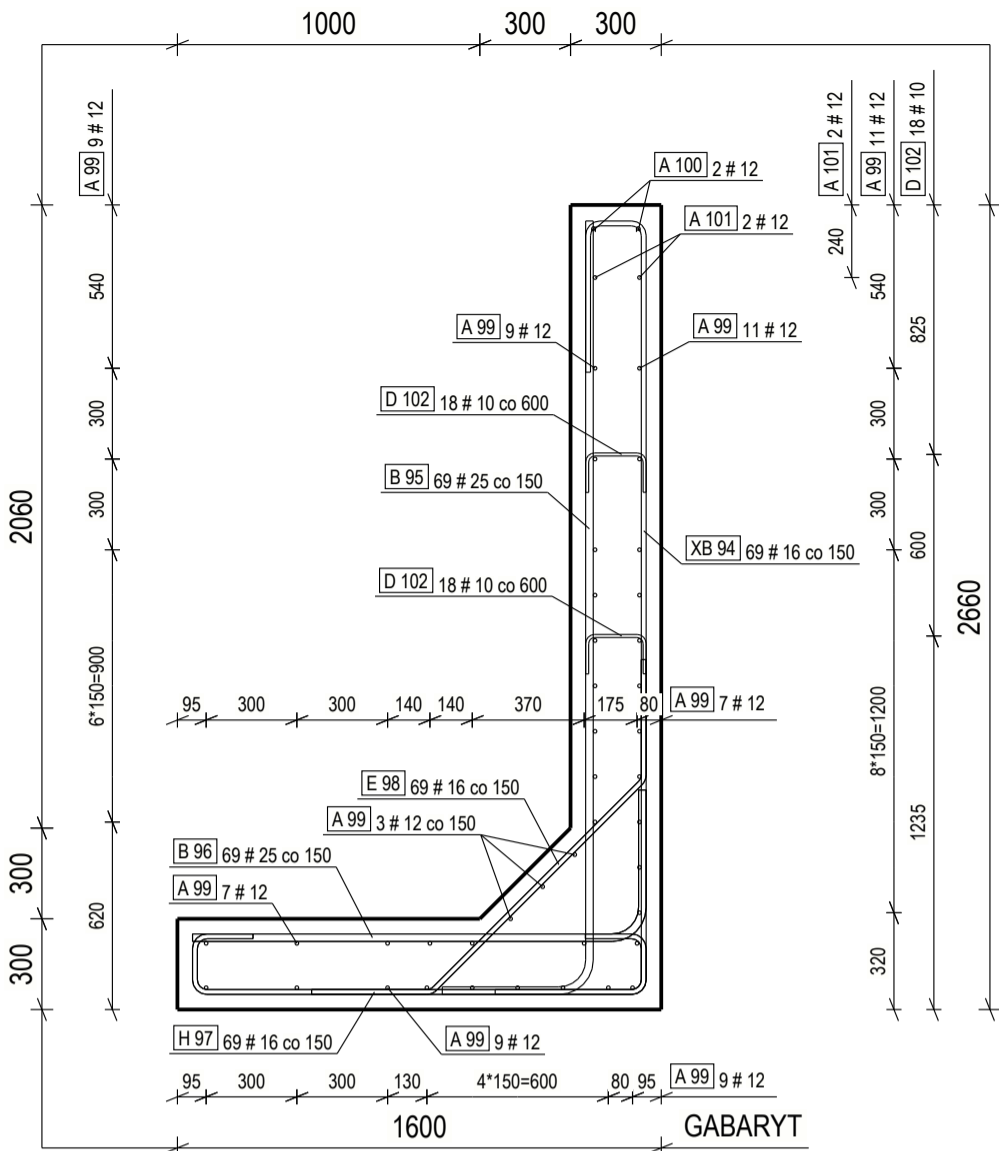 1000
300
300
A 99 9 # 12
A 101 2 # 12
A 99 11 # 12
D 102 18 # 10
A 100 2 # 12
A 101 2 # 12
240
540
540
825
A 99 9 # 12
A 99 11 # 12
D 102 18 # 10 co 600
300
300
B 95 69 # 25 co 150
2060
300
300
XB 94 69 # 16 co 150
600
D 102 18 # 10 co 600
2660
6*150=900
95
300
300
140
140
370
175
80
A 99 7 # 12
8*150=1200
E 98 69 # 16 co 150
A 99 3 # 12 co 150
1235
B 96 69 # 25 co 150
300
A 99 7 # 12
620
300
320
H 97 69 # 16 co 150
A 99 9 # 12
95
300
300
130
4*150=600
80
95
A 99 9 # 12
1600
GABARYT